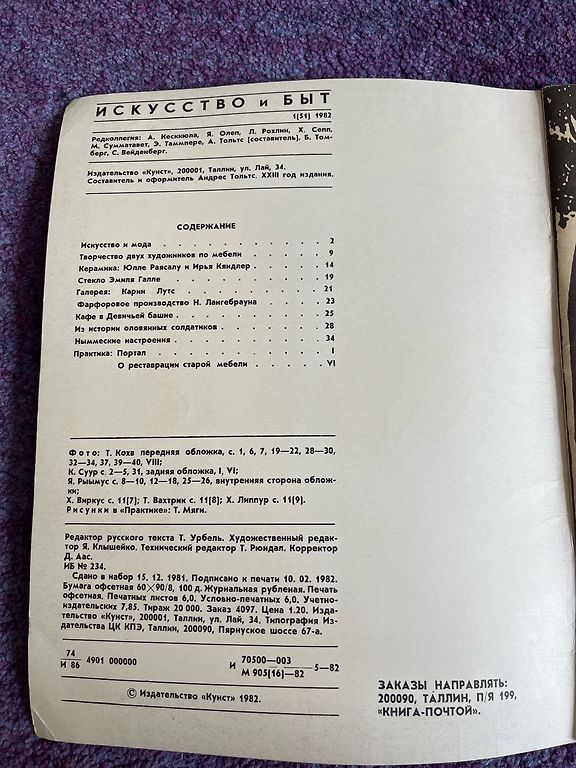 ИСКУССТВО и БЫТ
1[51] 1982
Редколлегия: А. Кесккюла, Я. Олеп, Л. Рохлин, Х. Сепп,
М. Сумматавет, Э. Таммпере, А. Тольтс (составитель), Б. Том-
берг, С. Вейденберг.
Издательство «Кунст», 200001, Таллин, ул. Лай, 34.
Составитель и оформитель Андрес Тольтс. XXIII год издания.
СОДЕРЖАНИЕ
Искусство и мода . . . . . . . . . . 2
Творчество двух художников по мебели . . . . . 9
Керамика: Юлле Раясалу и Ирья Кяндлер . . . . . 14
Стекло Эмиля Галле . . . . . . . . . 19
Галерея: Карин Лутс . . . . . . . . . 21
Фарфоровое производство Н. Лангебрауна . . . . 23
Кафе в Девичьей башне . . . . . . . . 25
Из истории оловянных солдатиков . . . . . . 28
Ныммеские настроения . . . . . . . . 34
Практика: Портал . . . . . . . . . I
О реставрации старой мебели . . . . . VI
Фото: Т. Кохв передняя обложка, с. 1, 6, 7, 19—22, 28—30,
32—34, 37, 39—40, VIII;
К. Суур с. 2—5, 31, задняя обложка, I, VI;
Я. Рыымус с. 8—10, 12—18, 25—26, внутренняя сторона облож-
ки;
Х. Виркус с. 11[7]; Т. Вахтрик с. 11[8]; Х. Липпур с. 11[9].
Рисунки в «Практике»: Т. Мяги.
Редактор русского текста Т. Урбель. Художественный редак-
тор Я. Клышейко. Технический редактор Т. Рюндал. Корректор
Д. Аас.
ИБ № 234.
Сдано в набор 15. 12. 1981. Подписано к печати 10. 02. 1982.
Бумага офсетная 60×90/8, 100 д. Журнальная рубленая. Печать
офсетная. Печатных листов 6,0. Условно-печатных 6,0. Учетно-
издательских 7,85. Тираж 20 000. Заказ 4097. Цена 1.20. Изда-
тельство «Кунст», 200001, Таллин, ул. Лай, 34. Типография Из-
дательства ЦК КПЭ, Таллин, 200090, Пярнуское шоссе 67-а.
74
И 86 4901 000000
И 70500—003
М 905(16)—82 5—82
© Издательство «Кунст» 1982.
ЗАКАЗЫ НАПРАВЛЯТЬ:
200090, ТАЛЛИН, П/Я 199,
«КНИГА-ПОЧТОЙ».